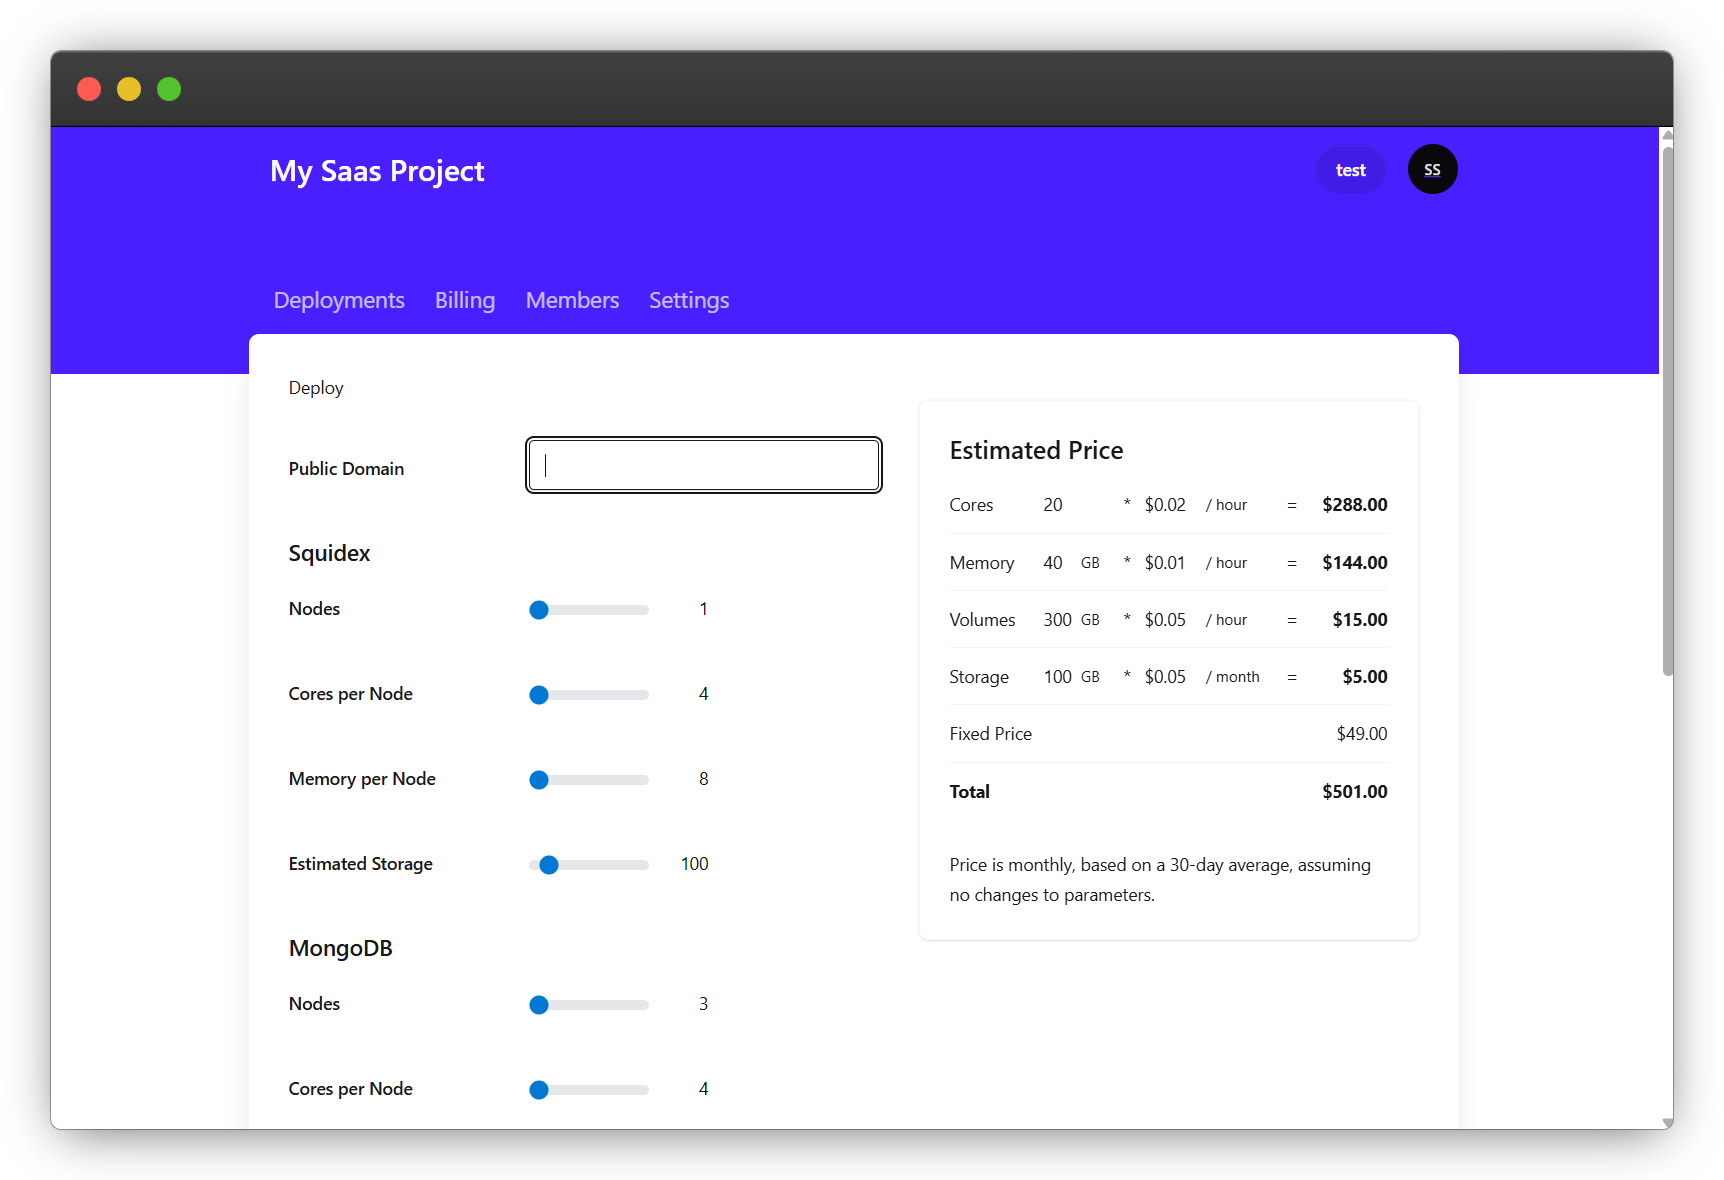 My Saas Project
test
SS
Deployments Billing Members Settings
Deploy
Public Domain
Squidex
Nodes 1
Cores per Node 4
Memory per Node 8
Estimated Storage 100
MongoDB
Nodes 3
Cores per Node 4
Estimated Price
Cores 20 * $0.02 / hour = $288.00
Memory 40 GB * $0.01 / hour = $144.00
Volumes 300 GB * $0.05 / hour = $15.00
Storage 100 GB * $0.05 / month = $5.00
Fixed Price $49.00
Total $501.00
Price is monthly, based on a 30-day average, assuming
no changes to parameters.